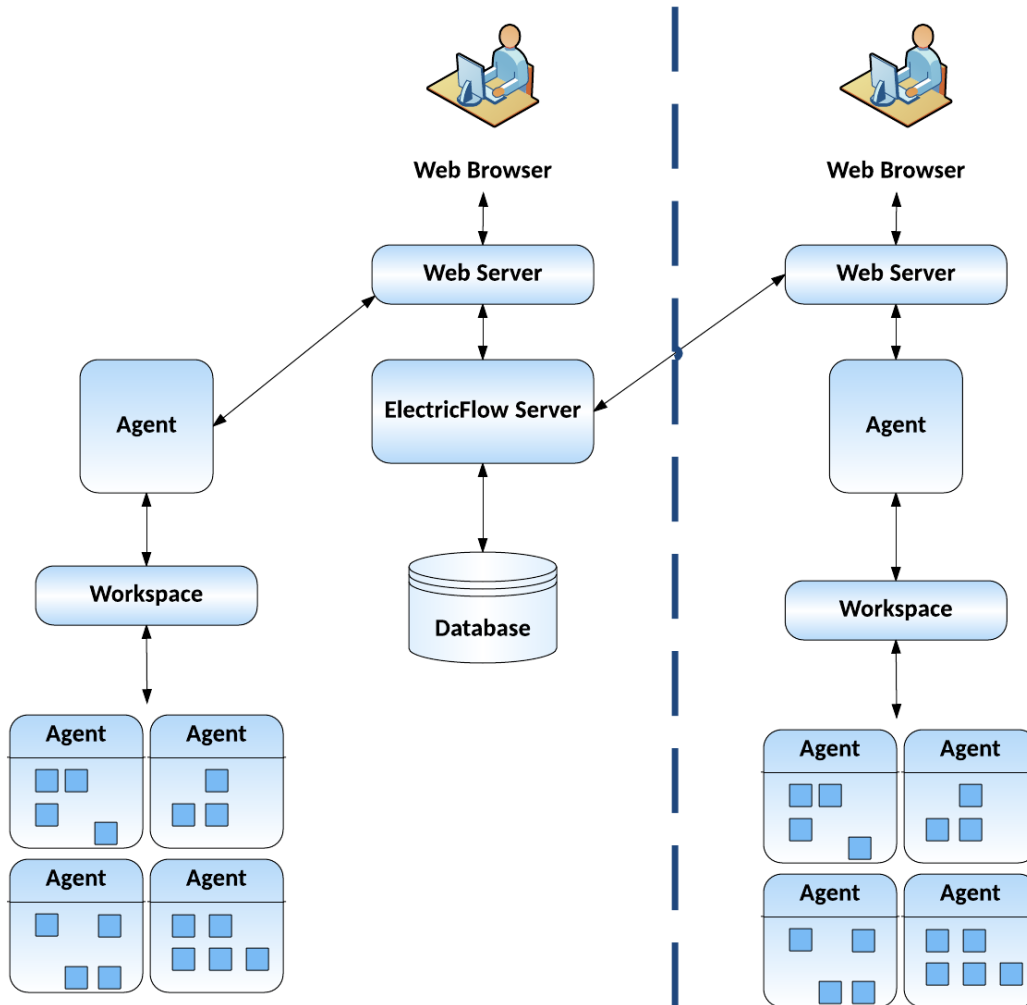 Web Browser
Web Browser
Web Server
Web Server
Agent
ElectricFlow Server
Agent
Workspace
Workspace
Database
Agent
Agent
Agent
Agent
Agent
Agent
Agent
Agent